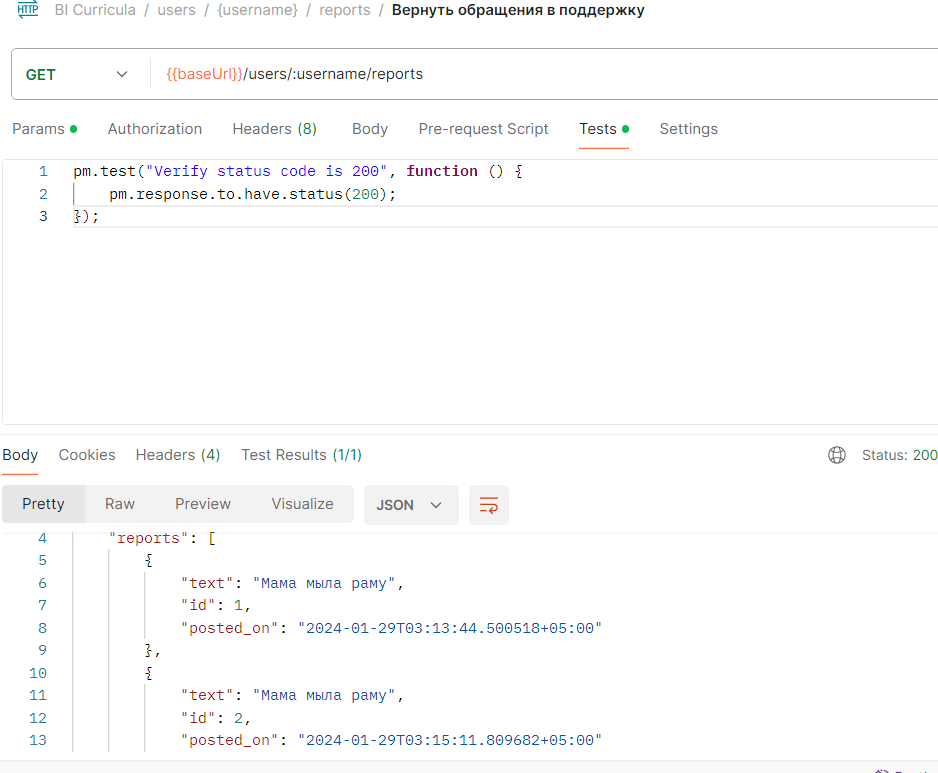 HTTP BI Curricula / users / {username} / reports / Вернуть обращения в поддержку
GET {{baseUrl}}/users/:username/reports
Params Authorization Headers (8) Body Pre-request Script Tests Settings
1 pm.test("Verify status code is 200", function () {
2 pm.response.to.have.status(200);
3 });
Body Cookies Headers (4) Test Results (1/1) Status: 200
Pretty Raw Preview Visualize JSON
4 "reports": [
5 {
6 "text": "Мама мыла раму",
7 "id": 1,
8 "posted_on": "2024-01-29T03:13:44.500518+05:00"
9 },
10 {
11 "text": "Мама мыла раму",
12 "id": 2,
13 "posted_on": "2024-01-29T03:15:11.809682+05:00"